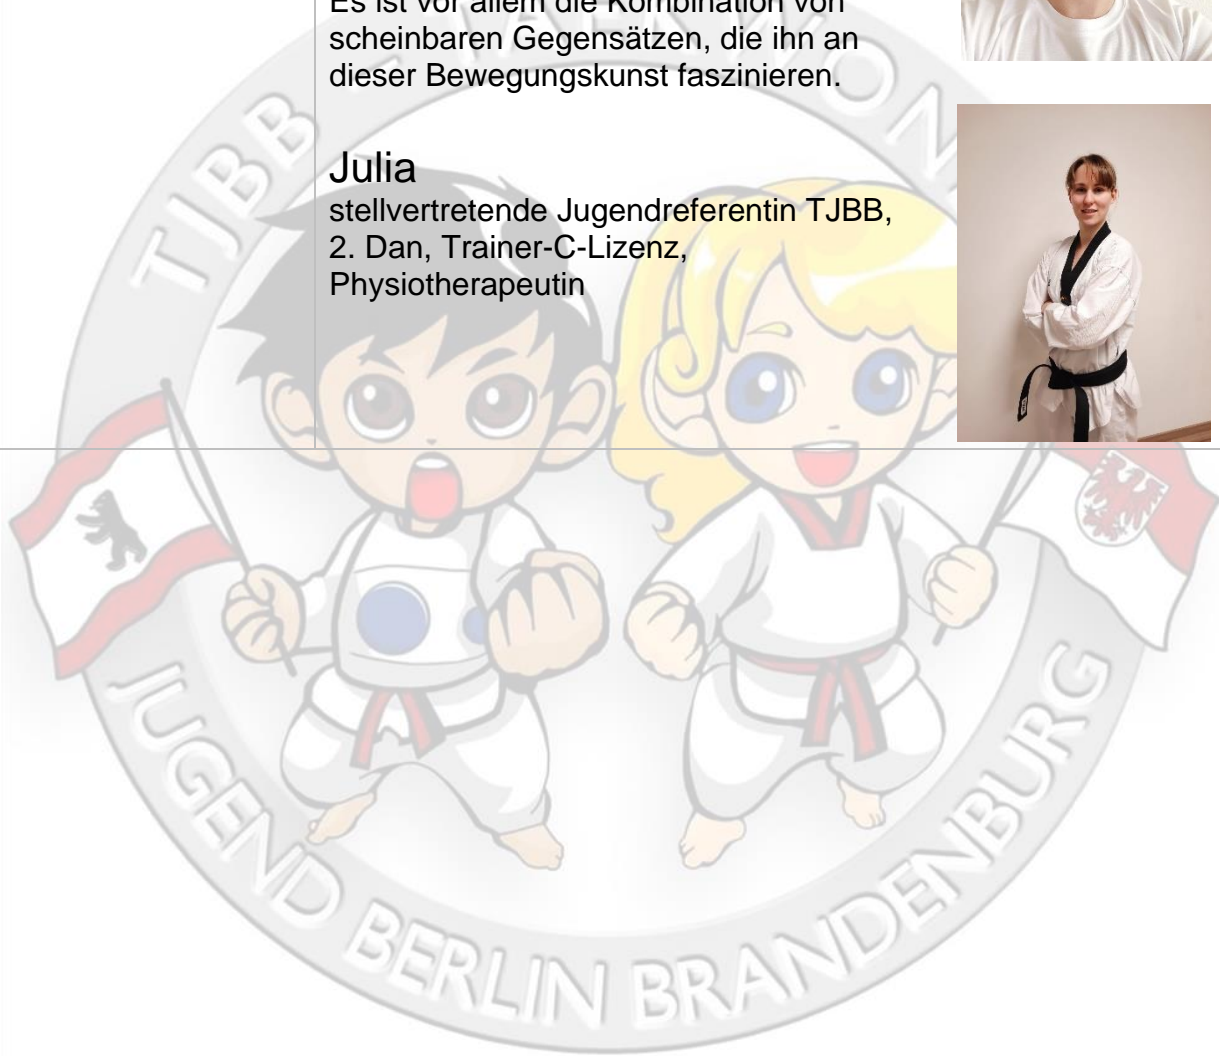 Es ist vor allem die Kombination von
scheinbaren Gegensätzen, die ihn an
dieser Bewegungskunst faszinieren.
Julia
stellvertretende Jugendreferentin TJBB,
2. Dan, Trainer-C-Lizenz,
Physiotherapeutin
TJBB - TAEKWON
JUGEND BERLIN BRANDENBURG